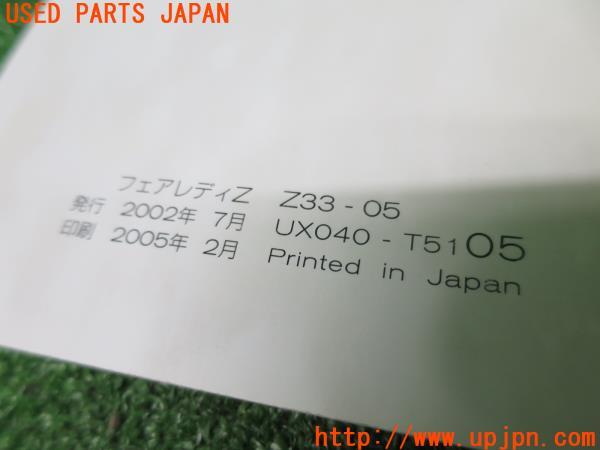 USED PARTS JAPAN
フェアレディZ Z33-05
発行 2002年 7月 UX040-T5105
印刷 2005年 2月 Printed in Japan
http://www.upjpn.com